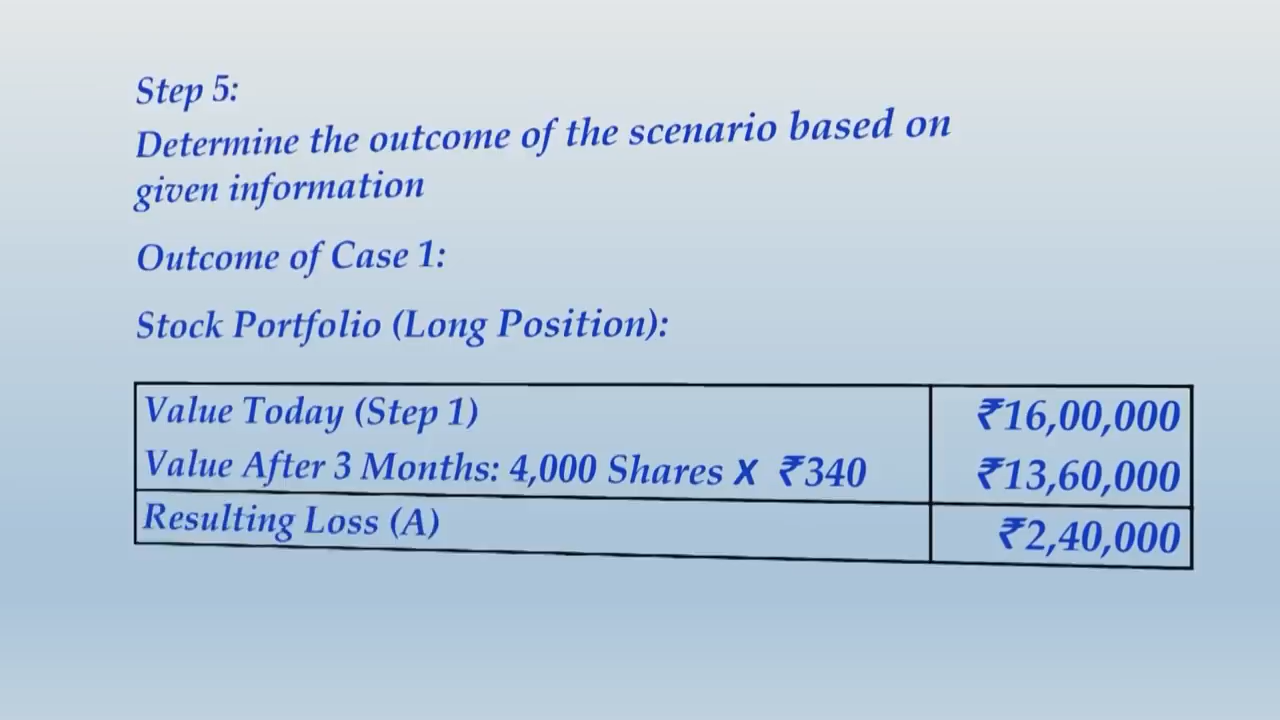 Step 5:
Determine the outcome of the scenario based on
given information
Outcome of Case 1:
Stock Portfolio (Long Position):
Value Today (Step 1) ₹16,00,000
Value After 3 Months: 4,000 Shares X ₹340 ₹13,60,000
Resulting Loss (A) ₹2,40,000